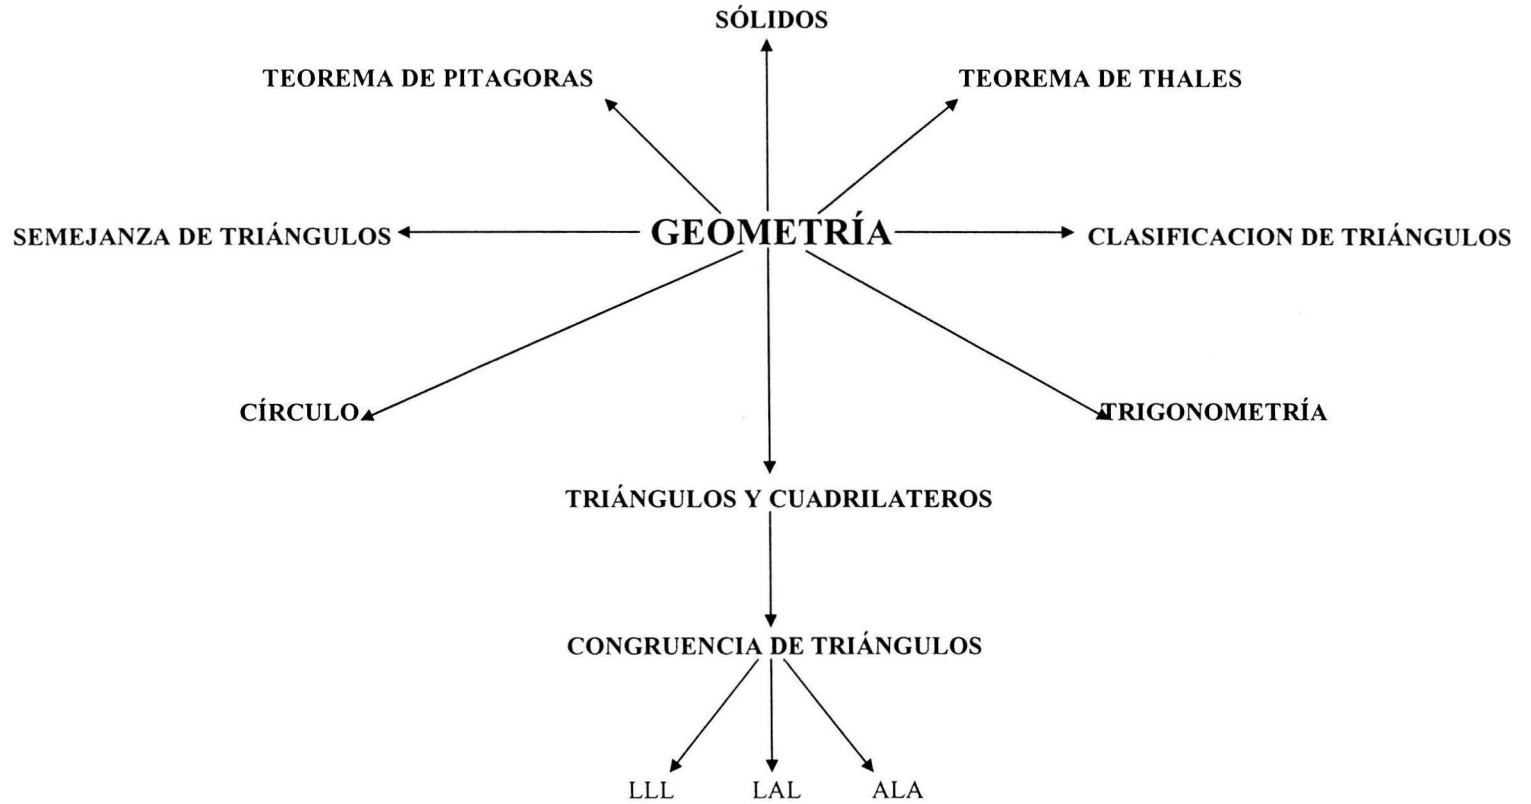 SÓLIDOS
TEOREMA DE PITAGORAS
TEOREMA DE THALES
SEMEJANZA DE TRIÁNGULOS
GEOMETRÍA
CLASIFICACION DE TRIÁNGULOS
CÍRCULO
TRIGONOMETRÍA
TRIÁNGULOS Y CUADRILATEROS
CONGRUENCIA DE TRIÁNGULOS
LLL
LAL
ALA